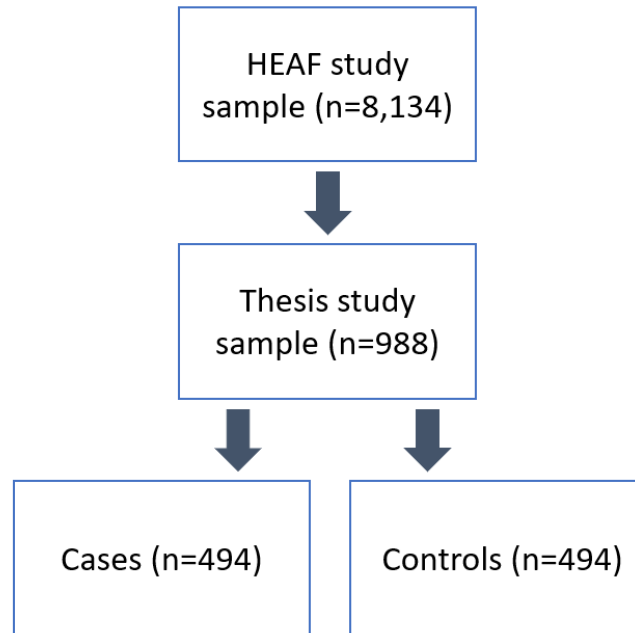 HEAF study
sample (n=8,134)
Thesis study
sample (n=988)
Cases (n=494)
Controls (n=494)